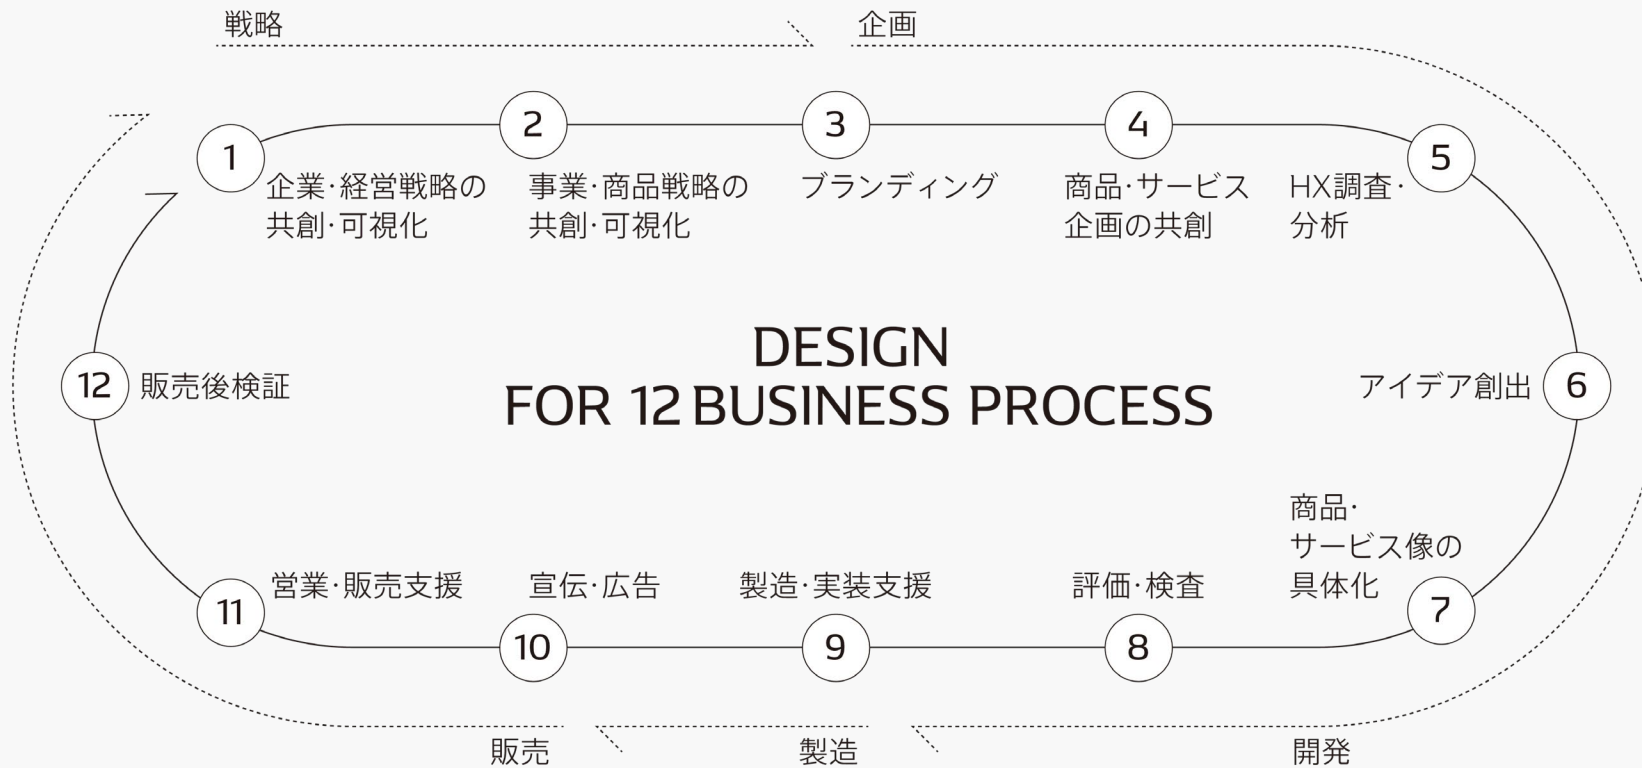 戦略
企画
1
企業·経営戦略の
共創·可視化
2
事業·商品戦略の
共創·可視化
3
ブランディング
4
商品·サービス
企画の共創
5
HX調査·
分析
6
アイデア創出
DESIGN
FOR 12 BUSINESS PROCESS
7
商品·
サービス像の
具体化
8
評価·検査
9
製造·実装支援
10
宣伝·広告
11
営業·販売支援
12
販売後検証
開発
製造
販売